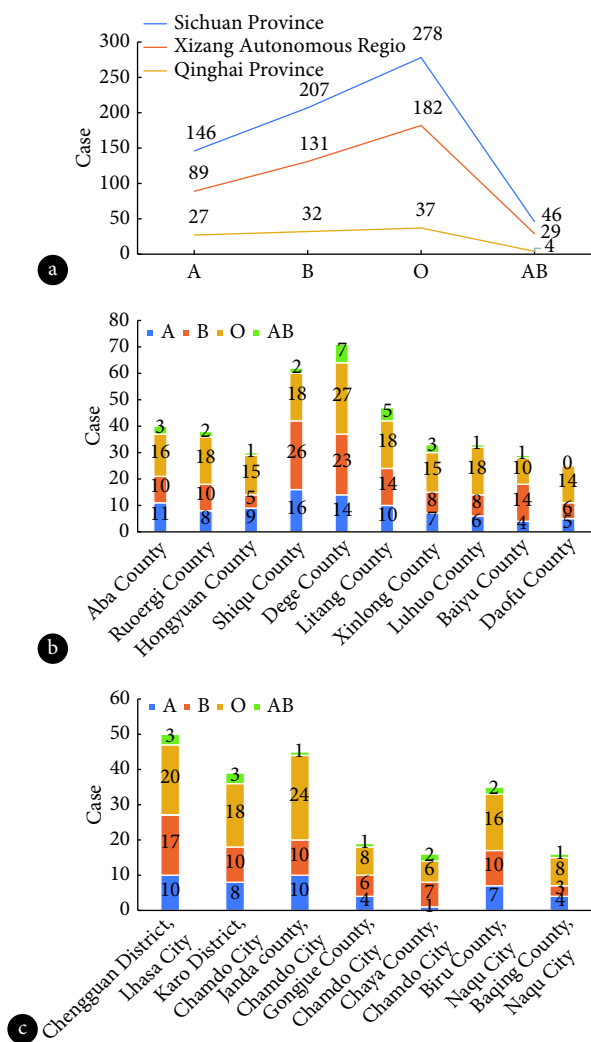 Sichuan Province
Xizang Autonomous Regio
Qinghai Province
300
250
200
150
100
50
0
Case
146
207
278
46
89
131
182
29
27
32
37
4
A
B
O
AB
a
A B O AB
80
70
60
50
40
30
20
10
0
Case
3
16
10
11
2
18
10
8
1
15
5
9
2
18
26
16
7
27
23
14
5
18
14
10
3
15
8
7
1
18
8
6
1
10
14
4
0
14
6
5
Aba County
Ruoergi County
Hongyuan County
Shiqu County
Dege County
Litang County
Xinlong County
Luhuo County
Baiyu County
Daofu County
b
A B O AB
60
50
40
30
20
10
0
Case
3
20
17
10
3
18
10
8
1
24
10
10
1
8
6
4
2
6
7
1
2
16
10
7
1
8
3
4
Chengguan District,
Lhasa City
Karo District,
Chamdo City
Janda county,
Chamdo City
Gongjue County,
Chamdo City
Chaya County,
Chamdo City
Biru County,
Naqu City
Baqing County,
Naqu City
c